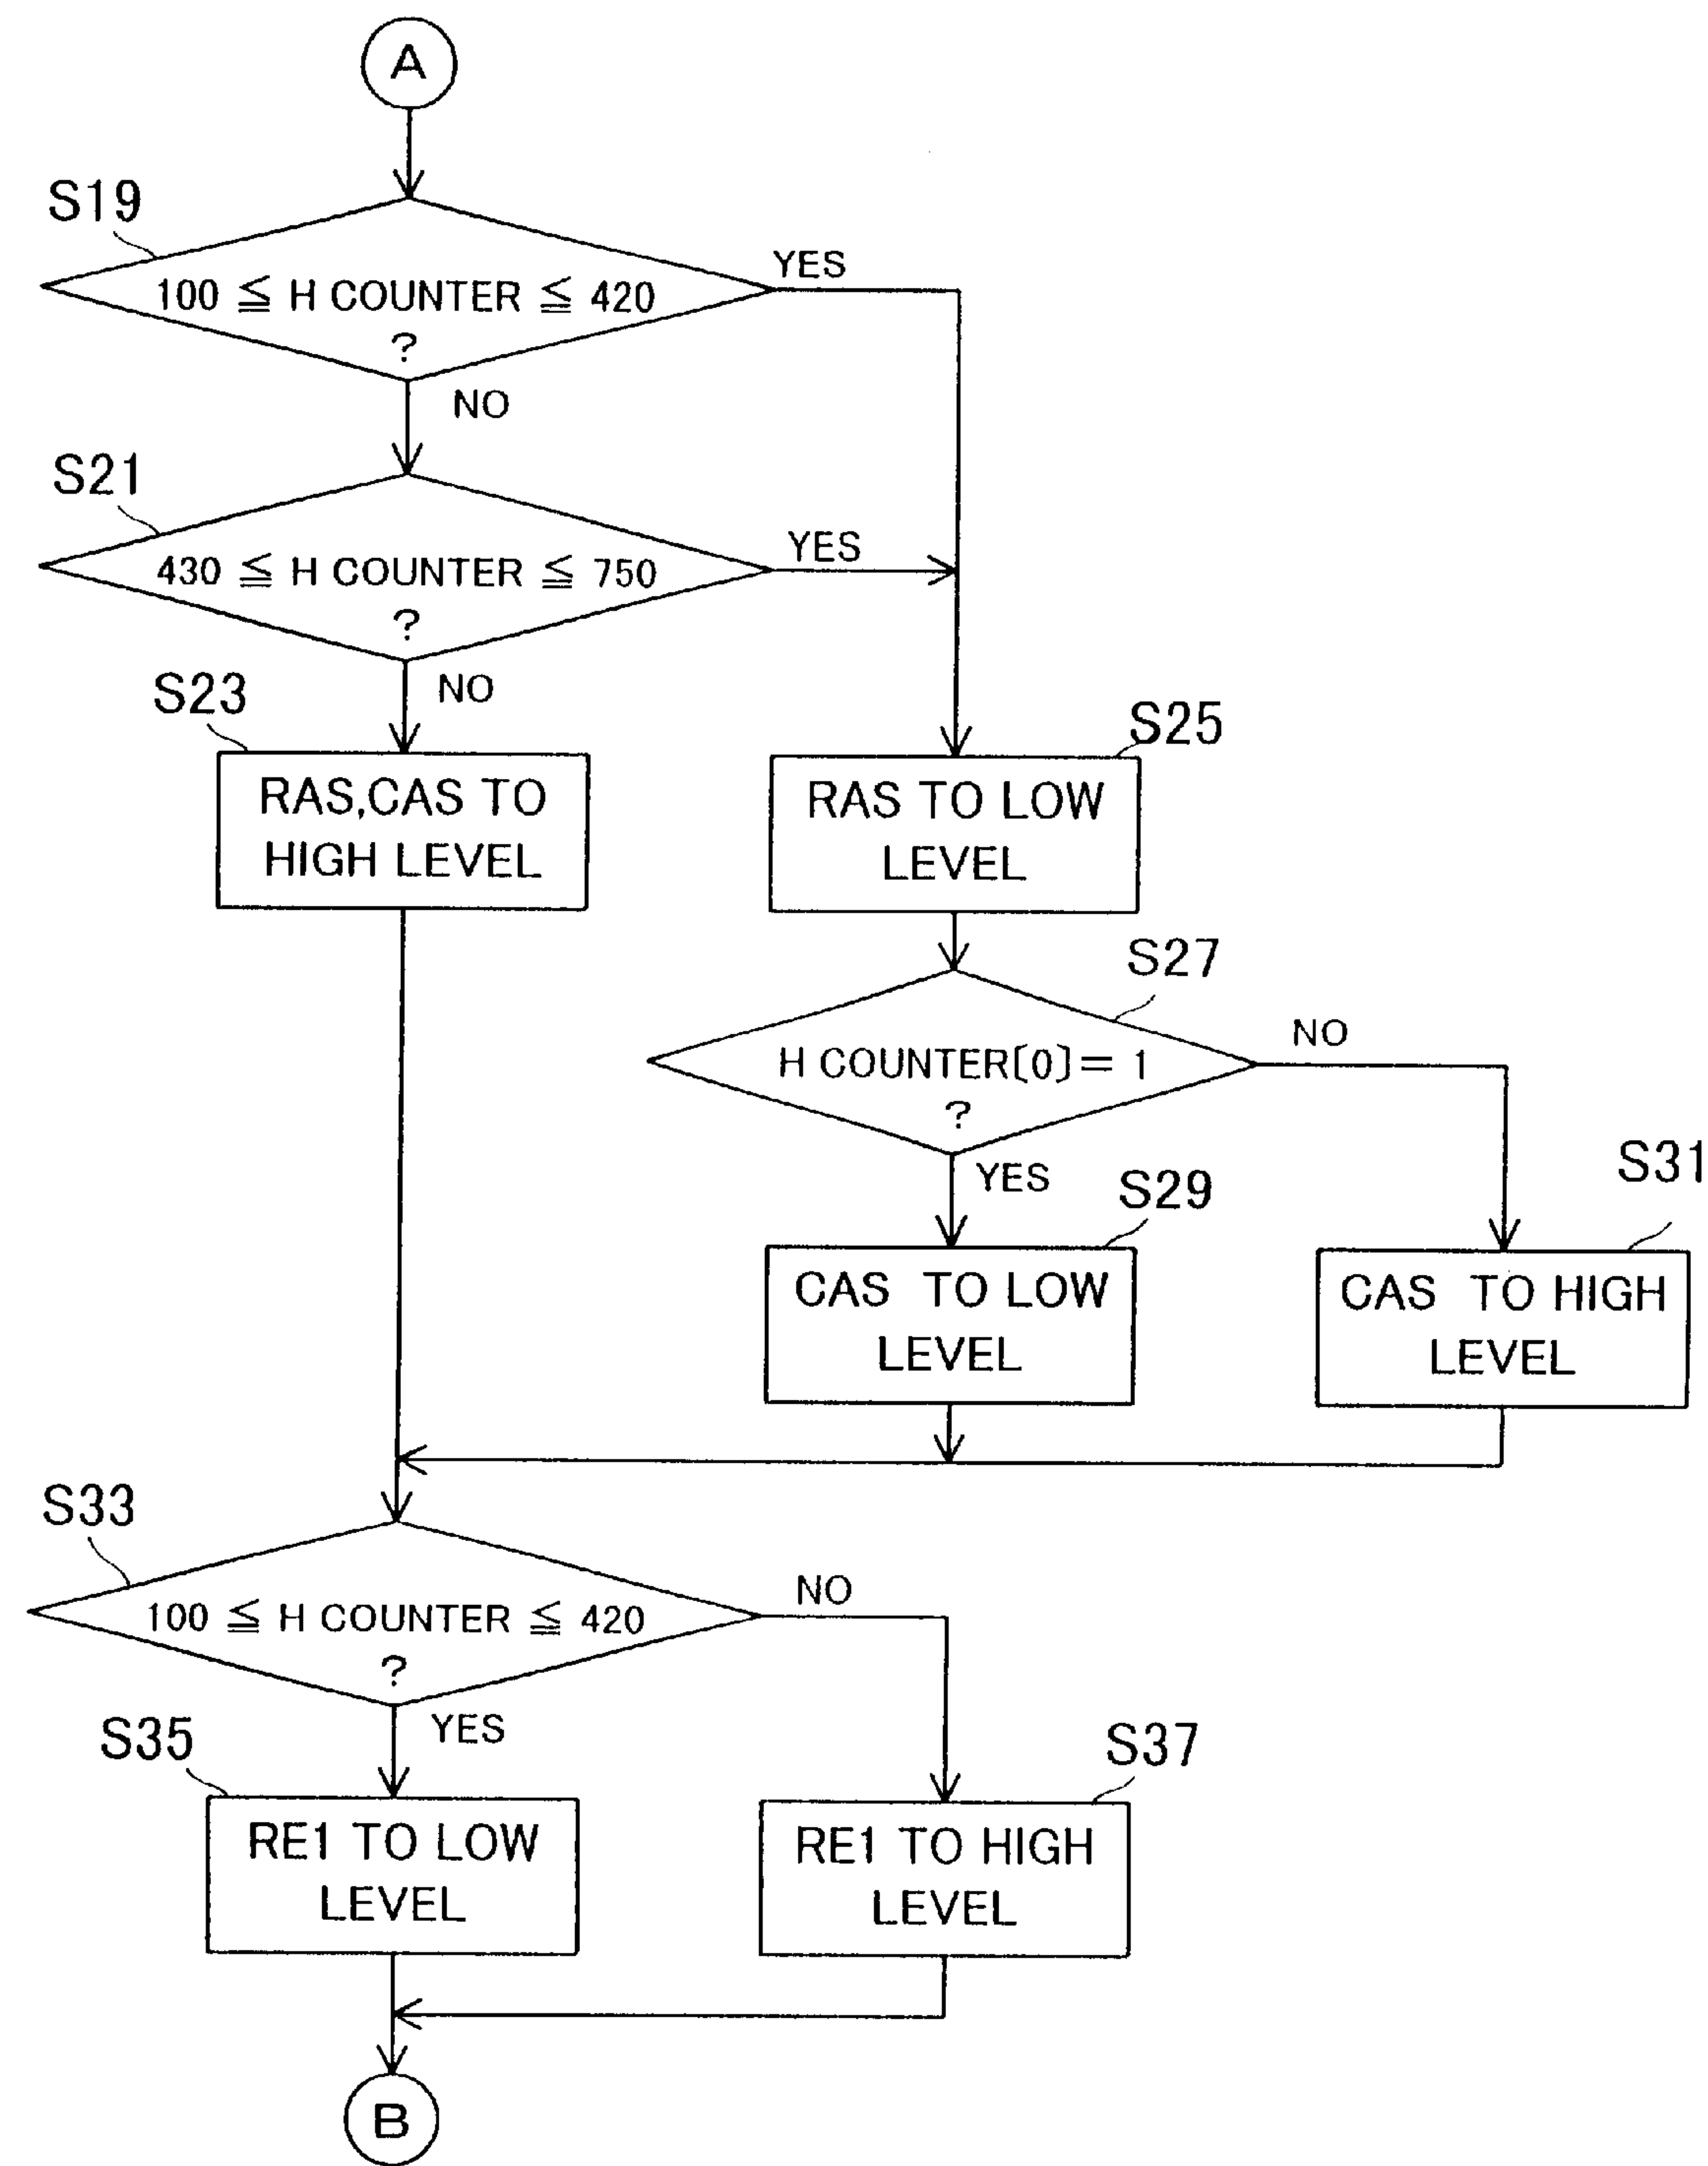 A
S19
100 ≦ H COUNTER ≦ 420
?
YES
NO
S21
430 ≦ H COUNTER ≦ 750
?
YES
NO
S23
RAS,CAS TO
HIGH LEVEL
S25
RAS TO LOW
LEVEL
S27
H COUNTER[0]= 1
?
NO
YES
S29
CAS TO LOW
LEVEL
S31
CAS TO HIGH
LEVEL
S33
100 ≦ H COUNTER ≦ 420
?
NO
YES
S35
RE1 TO LOW
LEVEL
S37
RE1 TO HIGH
LEVEL
B